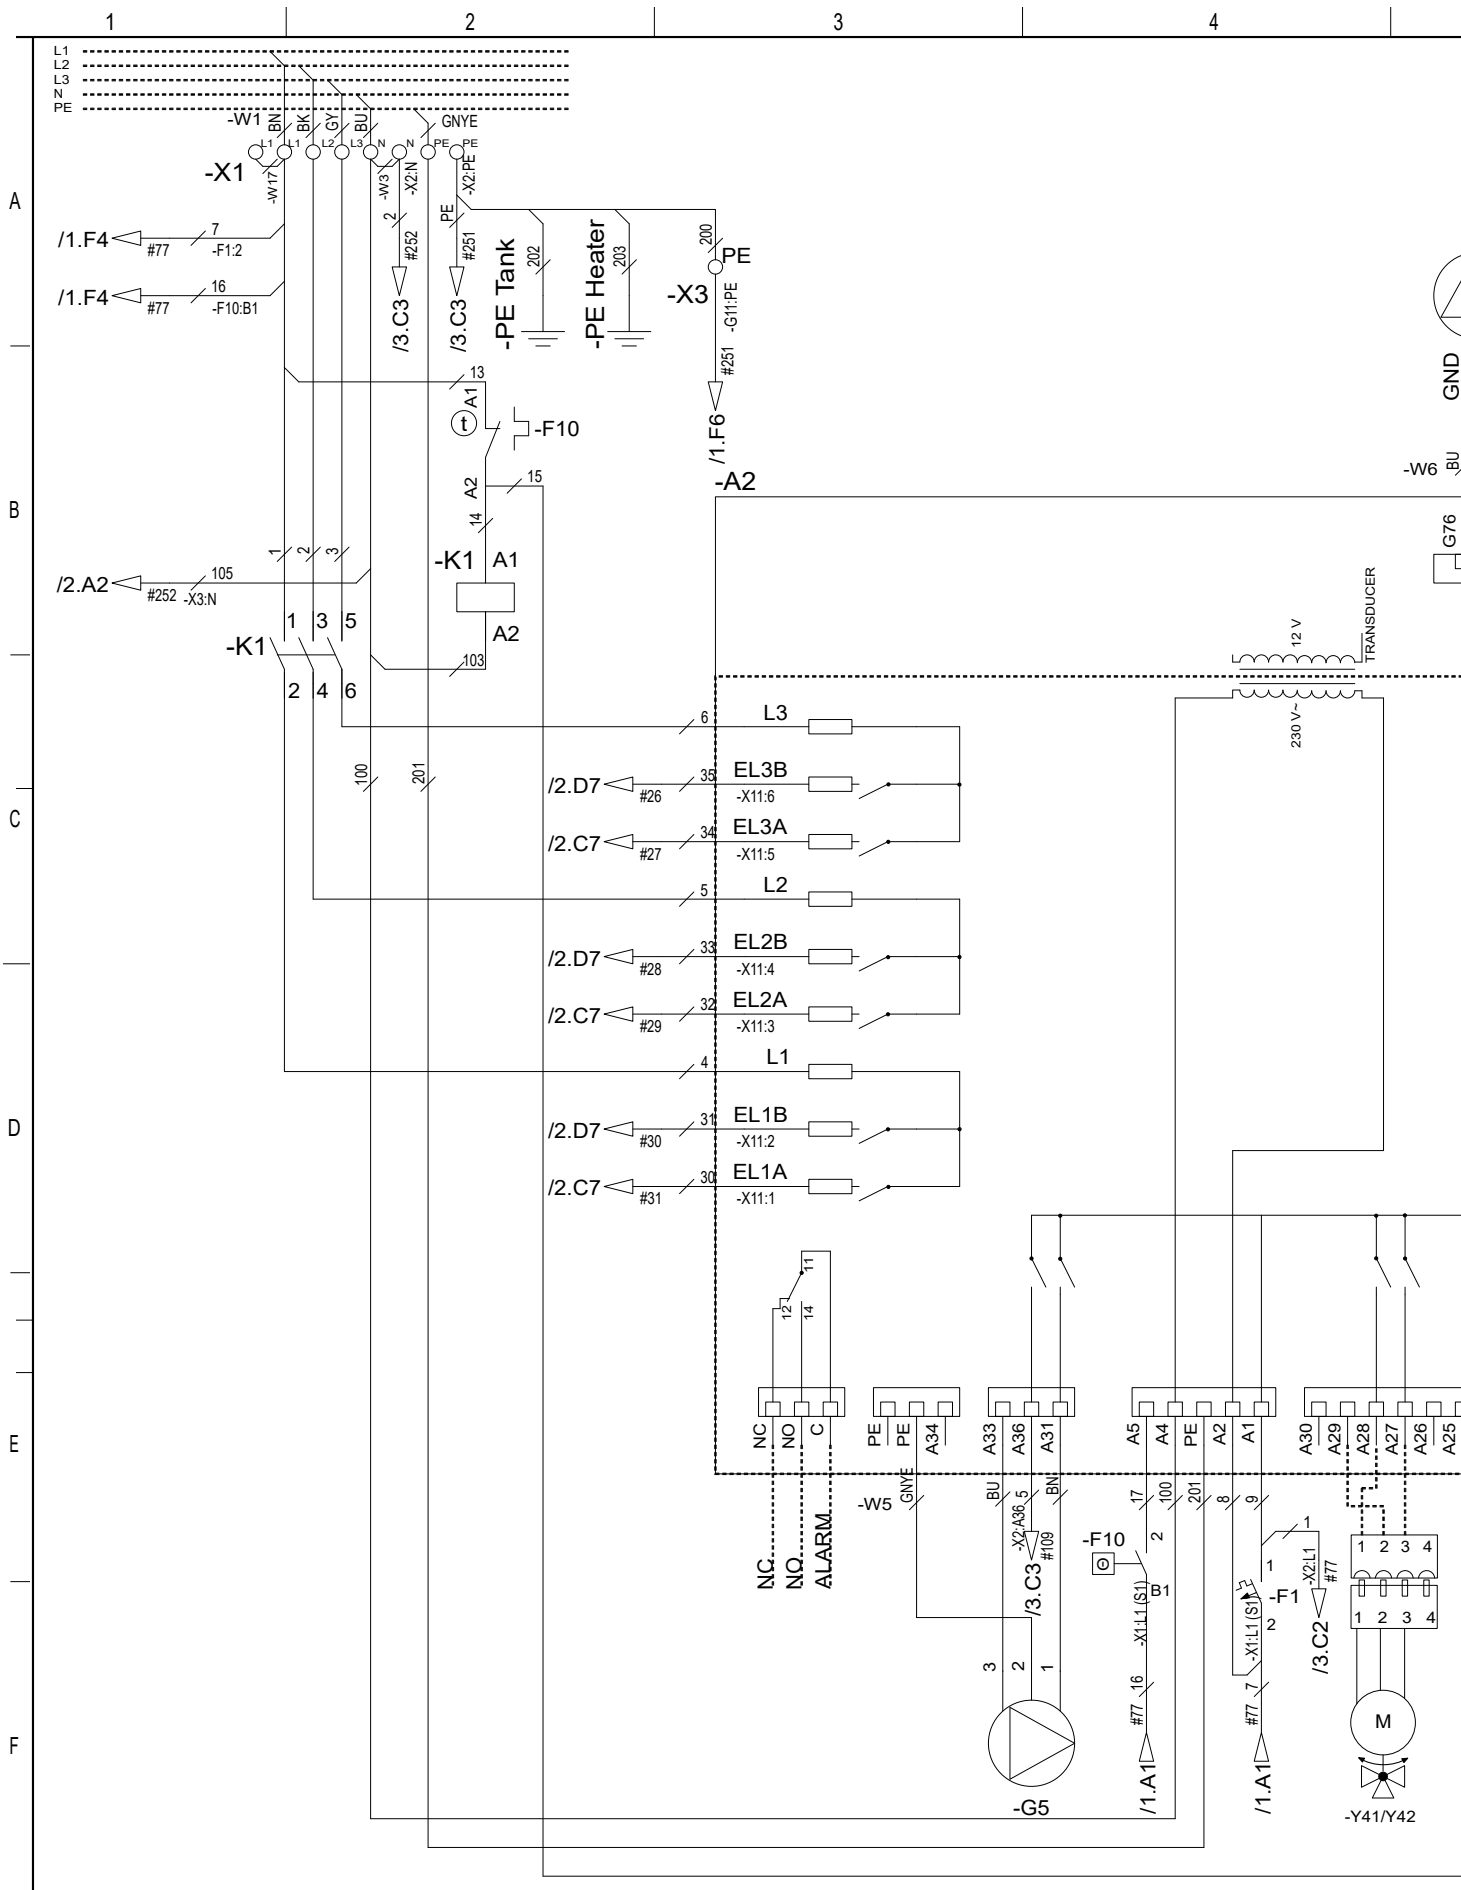 1 2 3 4
L1
L2
L3
N
PE
-W1 BN BK GY BU GNYE
L1 L1 L2 L3 N N PE PE
-X1
-W17 -W3 -X2:N -X2:PE
A
/1.F4 #77 7 -F1:2
2 #252 PE #251
/1.F4 #77 16 -F10:B1
/3.C3 /3.C3
-PE Tank 202
-PE Heater 203
200 PE
-X3
-G11:PE
#251
/1.F6
GND
13
A1
t -F10
A2 15
14
-A2
-W6 BU
B
G76
1 2 3
-K1 A1
A2
/2.A2 #252 105 -X3:N
-K1 1 3 5
2 4 6
103
12 V
TRANSDUCER
230 V~
6 L3
100 201
/2.D7 #26 35 EL3B -X11:6
C
/2.C7 #27 34 EL3A -X11:5
5 L2
/2.D7 #28 33 EL2B -X11:4
/2.C7 #29 32 EL2A -X11:3
4 L1
D
/2.D7 #30 31 EL1B -X11:2
/2.C7 #31 30 EL1A -X11:1
11
12 14
E
NC NO C
PE PE A34
A33 A36 A31
A5 A4 PE A2 A1
A30 A29 A28 A27 A26 A25
-W5 GNYE
BU 5 BN
-X2:A36 #109
/3.C3
17 100 201 8 9
NC NO ALARM
-F10 2
B1
-X1:L1 (S1)
1
-X2:L1 #77
1
-F1
2
-X1:L1 (S1)
/3.C2
1 2 3 4
1 2 3 4
3 2 1
#77 16
#77 7
F
M
/1.A1 /1.A1
-G5
-Y41/Y42